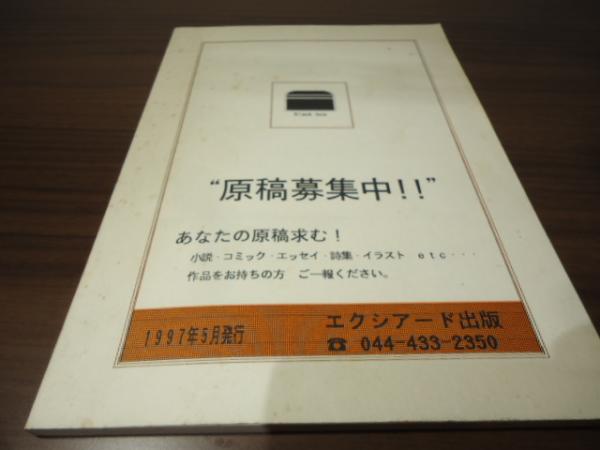 “原稿募集中!!”
あなたの原稿求む！
小説・コミック・エッセイ・詩集・イラスト ｅｔｃ・・・
作品をお持ちの方　ご一報ください。
1997年5月発行
エクシアード出版
☎ 044-433-2350